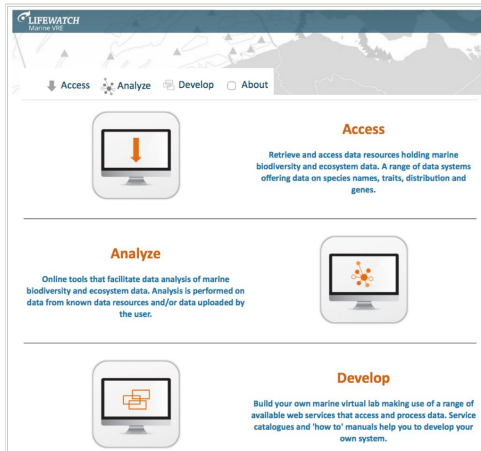 LIFEWATCH
Marine VRE
Access Analyze Develop About
Access
Retrieve and access data resources holding marine
biodiversity and ecosystem data. A range of data systems
offering data on species names, traits, distribution and
genes.
Analyze
Online tools that facilitate data analysis of marine
biodiversity and ecosystem data. Analysis is performed on
data from known data resources and/or data uploaded by
the user.
Develop
Build your own marine virtual lab making use of a range of
available web services that access and process data. Service
catalogues and 'how to' manuals help you to develop your
own system.